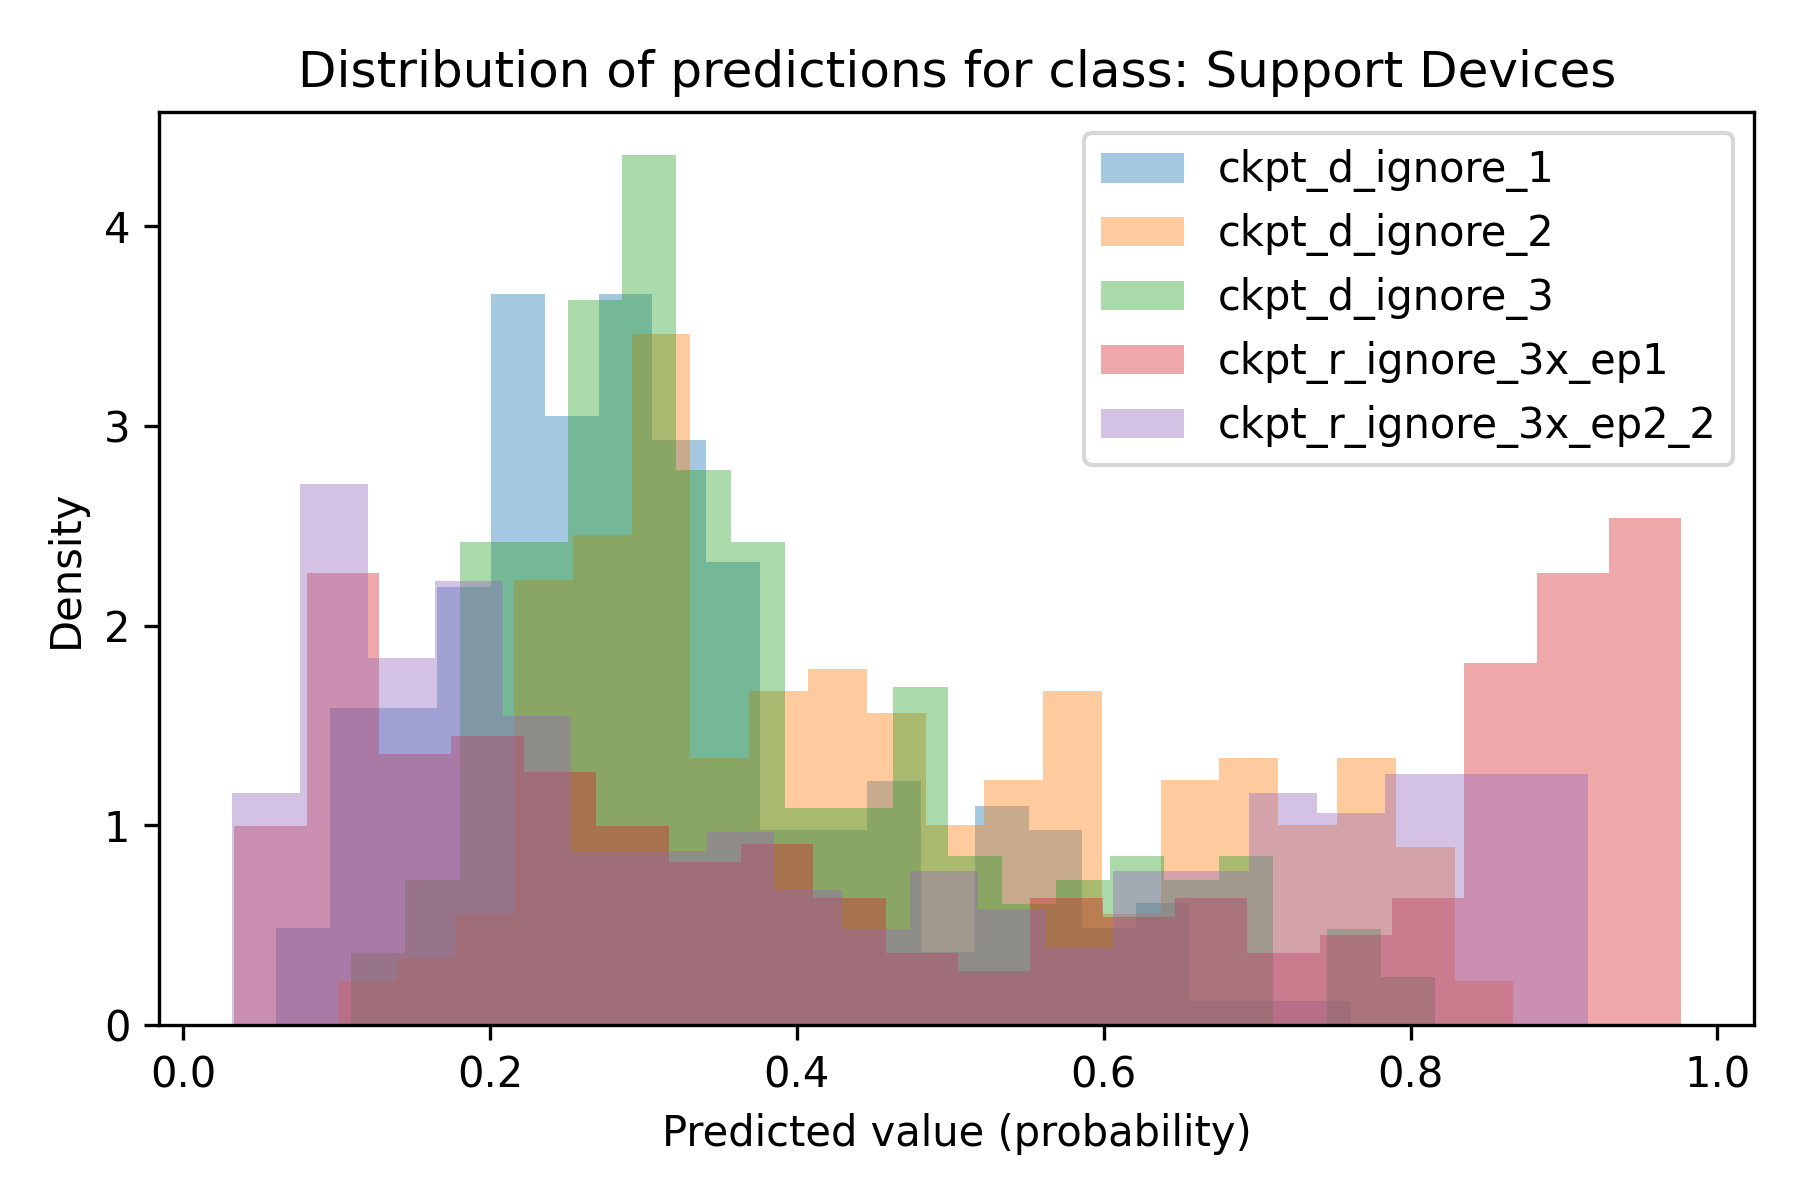 Distribution of predictions for class: Support Devices
ckpt_d_ignore_1
ckpt_d_ignore_2
ckpt_d_ignore_3
ckpt_r_ignore_3x_ep1
ckpt_r_ignore_3x_ep2_2
Density
4
3
2
1
0
0.0 0.2 0.4 0.6 0.8 1.0
Predicted value (probability)